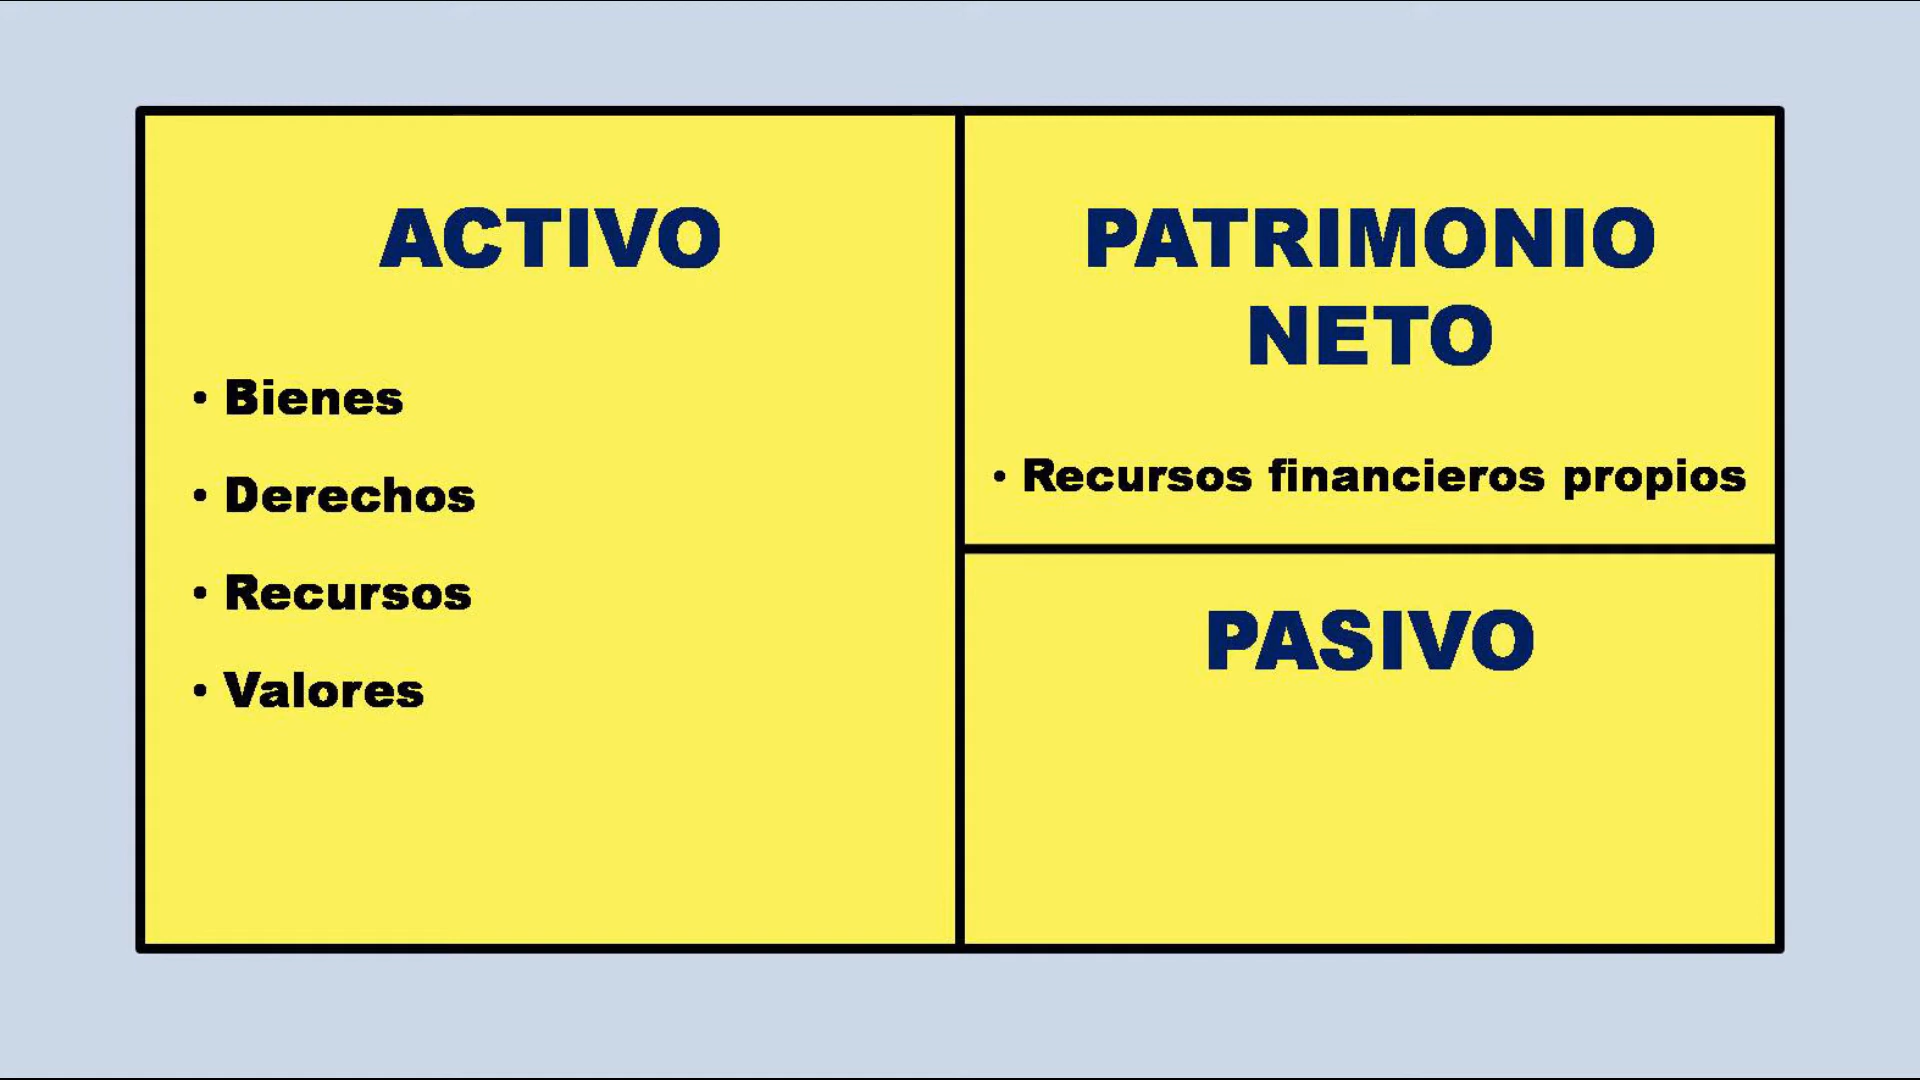 ACTIVO
• Bienes
• Derechos
• Recursos
• Valores
PATRIMONIO
NETO
• Recursos financieros propios
PASIVO